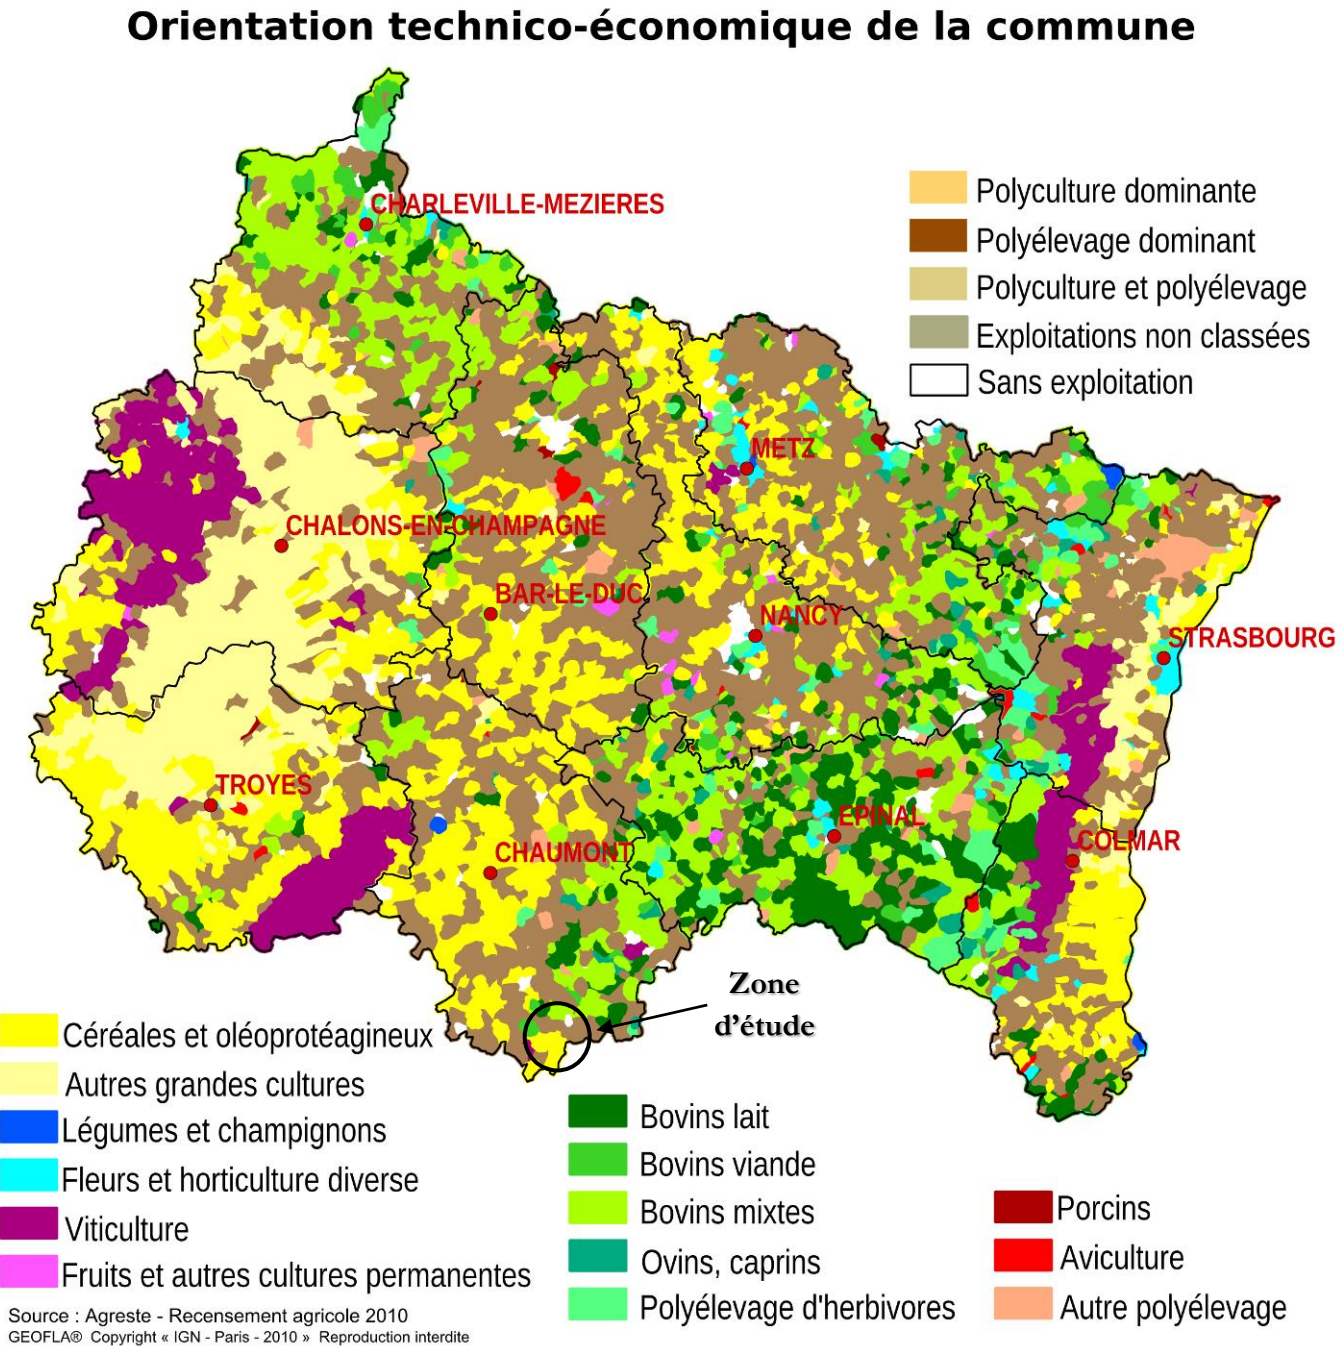 Orientation technico-économique de la commune
CHARLEVILLE-MEZIERES
Polyculture dominante
Polyélevage dominant
Polyculture et polyélevage
Exploitations non classées
Sans exploitation
METZ
CHALONS-EN-CHAMPAGNE
BAR-LE-DUC
NANCY
STRASBOURG
TROYES
EPINAL
COLMAR
CHAUMONT
Zone
d'étude
Céréales et oléoprotéagineux
Autres grandes cultures
Légumes et champignons
Fleurs et horticulture diverse
Viticulture
Fruits et autres cultures permanentes
Bovins lait
Bovins viande
Bovins mixtes
Ovins, caprins
Polyélevage d'herbivores
Porcins
Aviculture
Autre polyélevage
Source : Agreste - Recensement agricole 2010
GEOFLA® Copyright « IGN - Paris - 2010 » Reproduction interdite